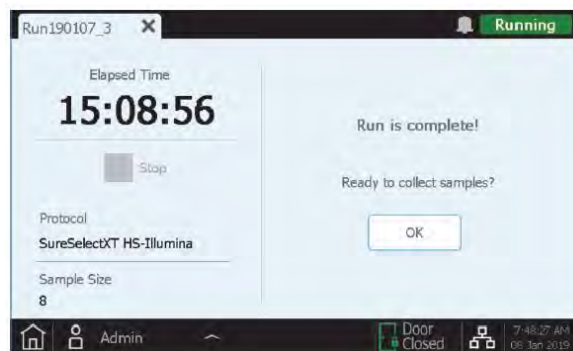 Run190107_3
Running
Elapsed Time
15:08:56
Stop
Protocol
SureSelectXT HS-Illumina
Sample Size
8
Run is complete!
Ready to collect samples?
OK
Admin
Door
Closed
7:48:27 AM
08 Jan 2019